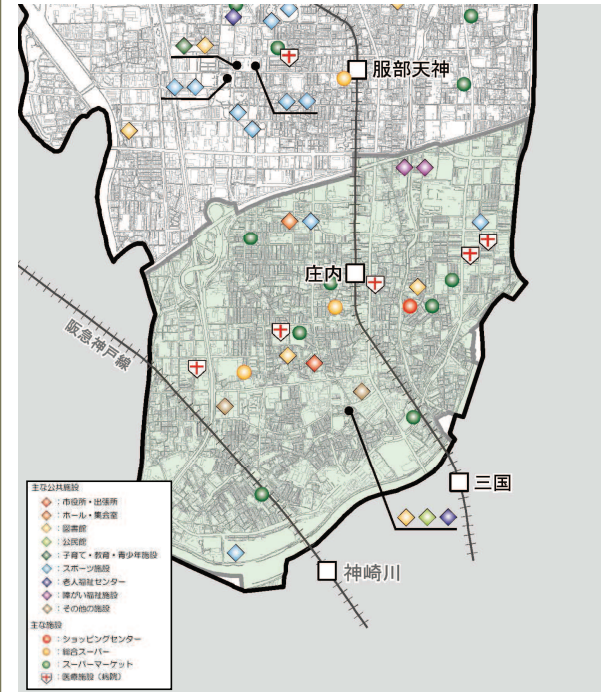 服部天神
庄内
阪急神戸線
三国
神崎川
主な公共施設
：市役所・出張所
：ホール・集会室
：図書館
：公民館
：子育て・教育・青少年施設
：スポーツ施設
：老人福祉センター
：障がい福祉施設
：その他の施設
主な施設
：ショッピングセンター
：総合スーパー
：スーパーマーケット
：医療施設（病院）